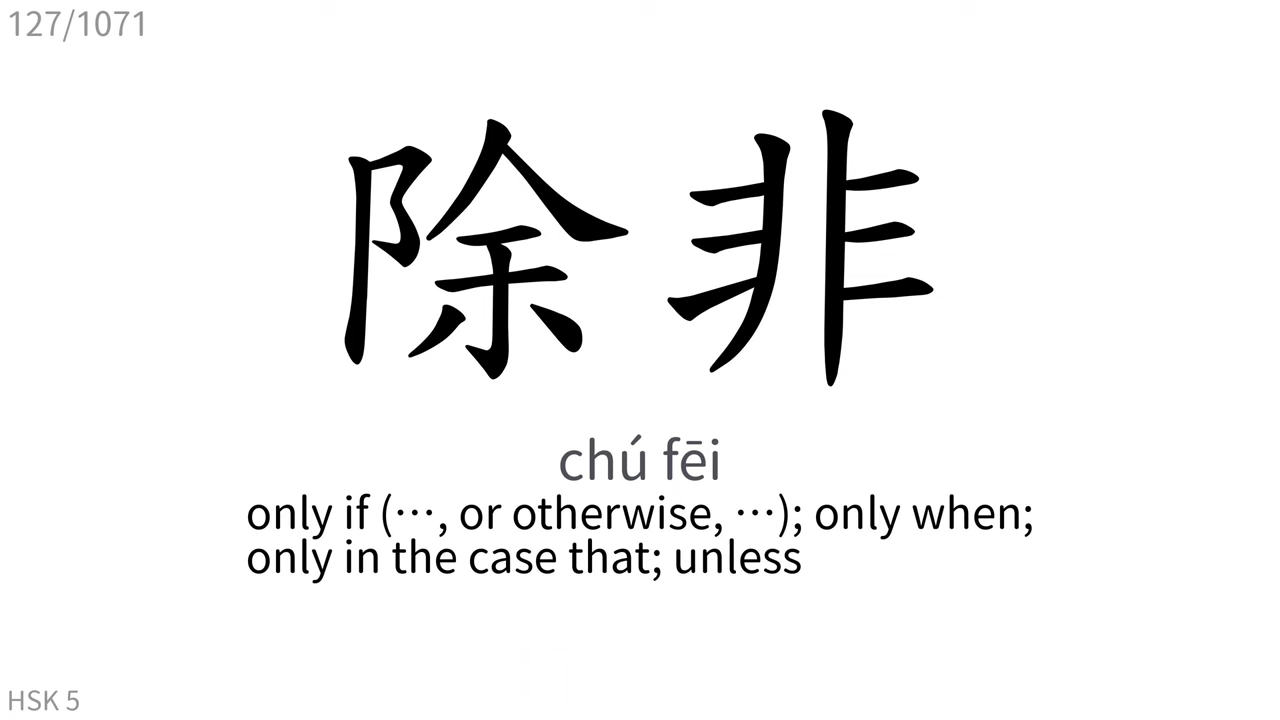 127/1071
除非
chú fēi
only if (…, or otherwise, …); only when;
only in the case that; unless
HSK 5